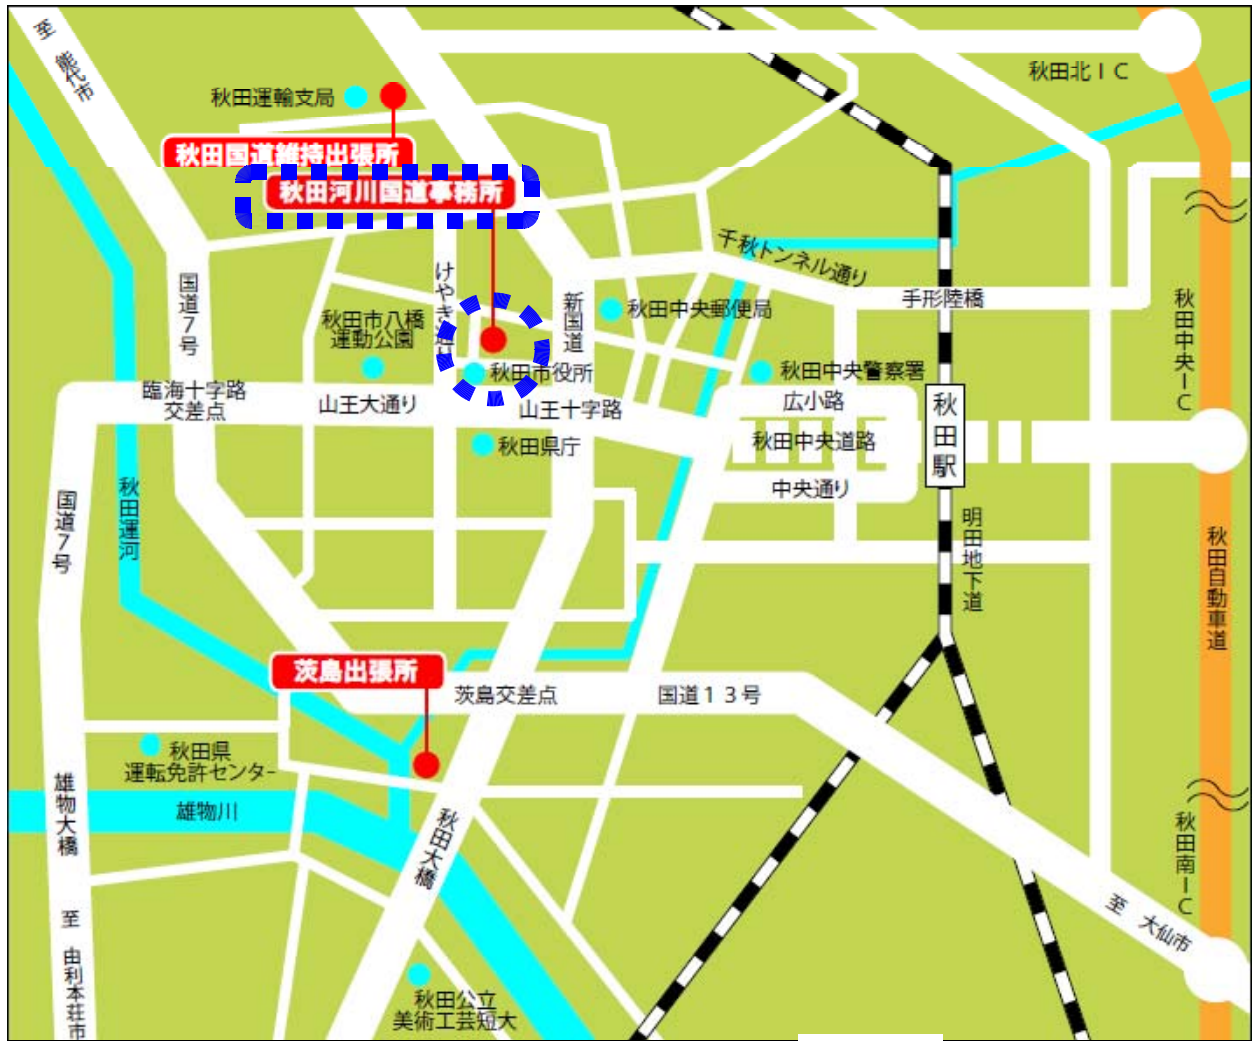 至 能代市
秋田運輸支局
秋田国道維持出張所
秋田河川国道事務所
秋田北ＩＣ
千秋トンネル通り
国道７号
けやき通り
新国道
秋田中央郵便局
手形陸橋
秋田中央ＩＣ
秋田市八橋
運動公園
秋田市役所
秋田中央警察署
臨海十字路
交差点
山王大通り
山王十字路
広小路
秋田駅
秋田県庁
秋田中央道路
中央通り
国道７号
秋田運河
明田地下道
秋田自動車道
茨島出張所
茨島交差点
国道１３号
秋田県
運転免許センター
雄物大橋
雄物川
秋田大橋
秋田南ＩＣ
至 大仙市
至 由利本荘市
秋田公立
美術工芸短大